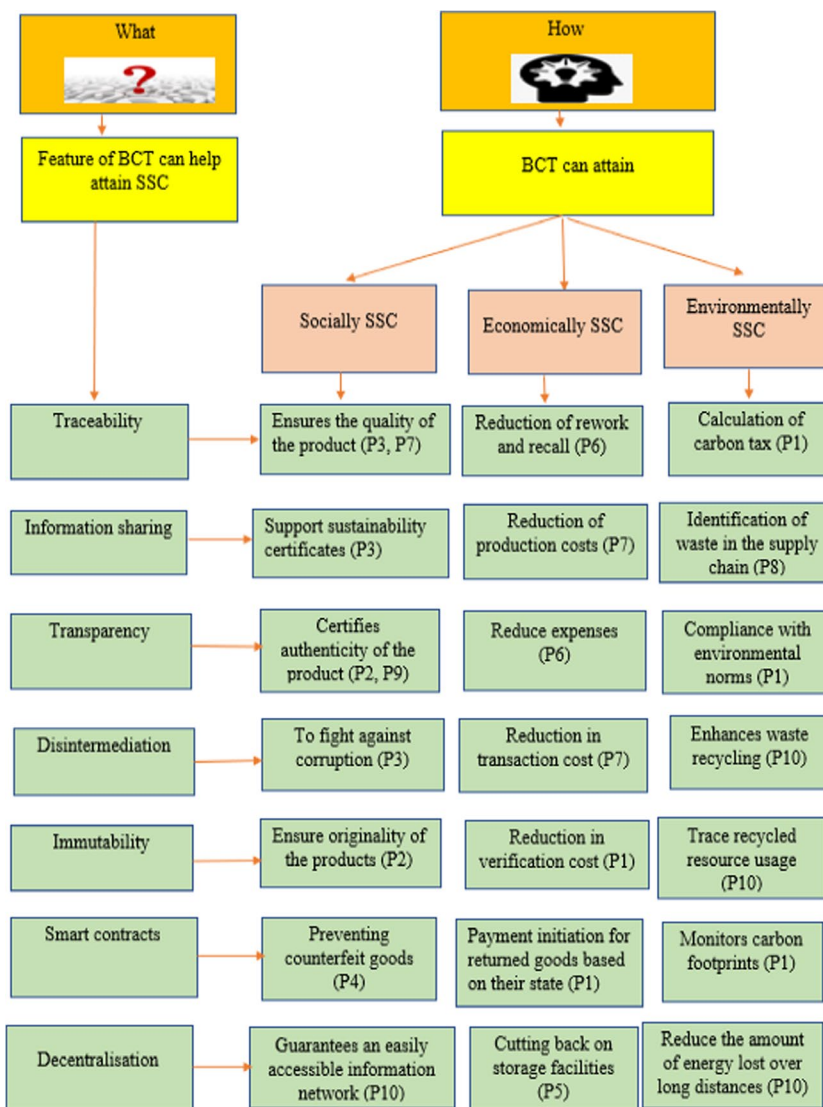 What
How
?
Feature of BCT can help
attain SSC
BCT can attain
Socially SSC
Economically SSC
Environmentally
SSC
Traceability
Ensures the quality of
the product (P3, P7)
Reduction of rework
and recall (P6)
Calculation of
carbon tax (P1)
Information sharing
Support sustainability
certificates (P3)
Reduction of
production costs (P7)
Identification of
waste in the supply
chain (P8)
Transparency
Certifies
authenticity of the
product (P2, P9)
Reduce expenses
(P6)
Compliance with
environmental
norms (P1)
Disintermediation
To fight against
corruption (P3)
Reduction in
transaction cost (P7)
Enhances waste
recycling (P10)
Immutability
Ensure originality of
the products (P2)
Reduction in
verification cost (P1)
Trace recycled
resource usage
(P10)
Smart contracts
Preventing
counterfeit goods
(P4)
Payment initiation for
returned goods based
on their state (P1)
Monitors carbon
footprints (P1)
Decentralisation
Guarantees an easily
accessible information
network (P10)
Cutting back on
storage facilities
(P5)
Reduce the amount
of energy lost over
long distances (P10)